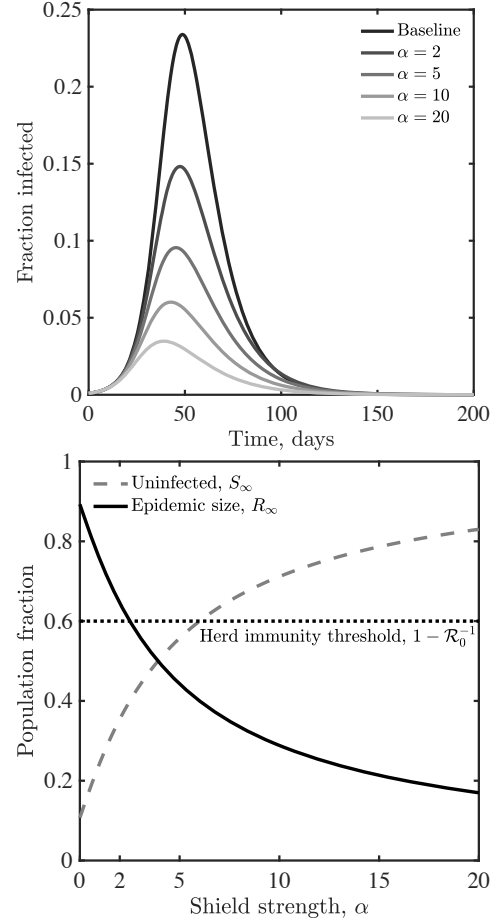 0.25
0.2
0.15
0.1
0.05
0
Fraction infected
Baseline
α = 2
α = 5
α = 10
α = 20
0 50 100 150 200
Time, days
1
0.8
0.6
0.4
0.2
0
Population fraction
Uninfected, S∞
Epidemic size, R∞
Herd immunity threshold, 1 − ℛ₀⁻¹
0 2 5 10 15 20
Shield strength, α